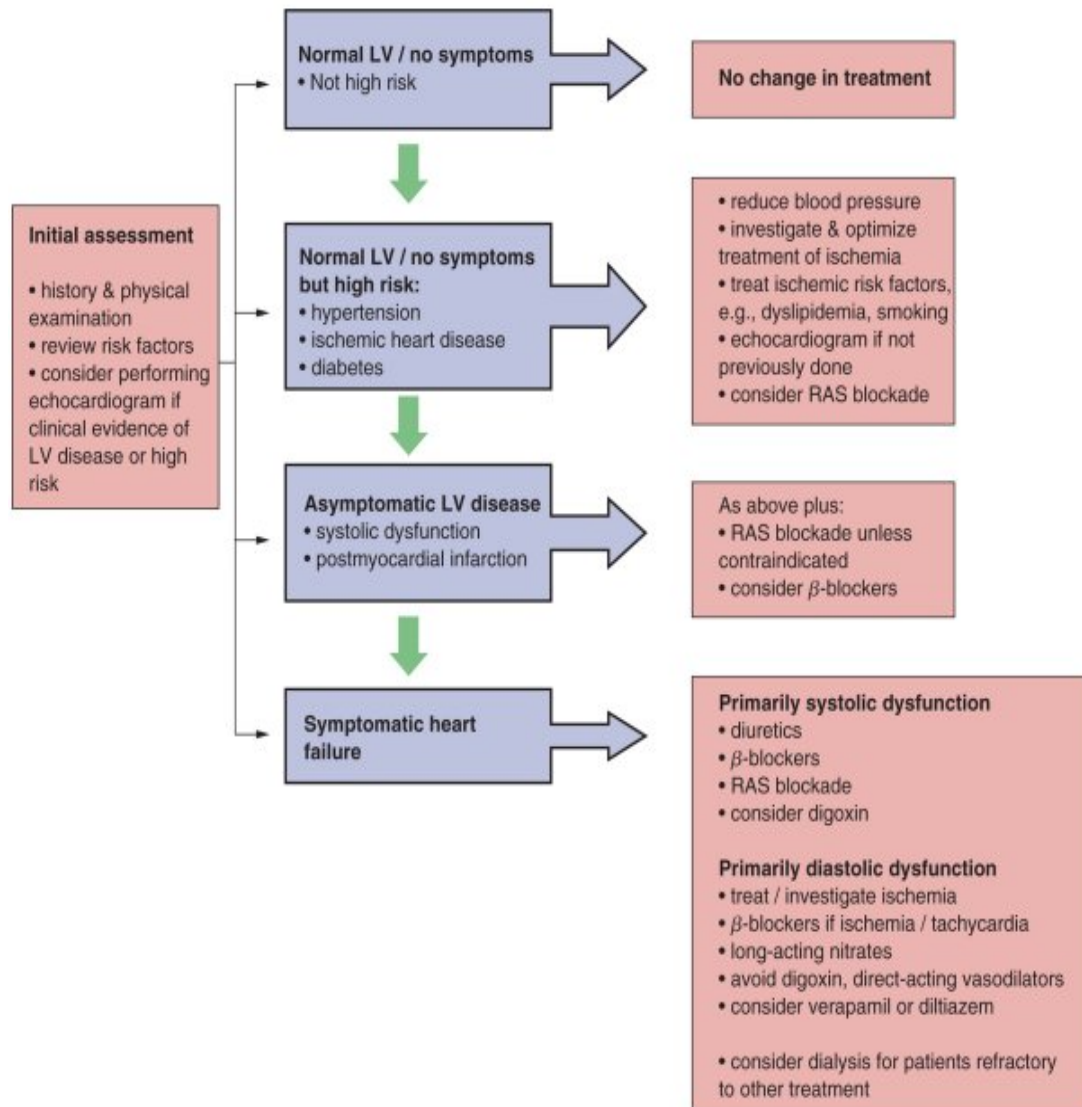 Initial assessment
• history & physical
examination
• review risk factors
• consider performing
echocardiogram if
clinical evidence of
LV disease or high
risk
Normal LV / no symptoms
• Not high risk
No change in treatment
Normal LV / no symptoms
but high risk:
• hypertension
• ischemic heart disease
• diabetes
• reduce blood pressure
• investigate & optimize
treatment of ischemia
• treat ischemic risk factors,
e.g., dyslipidemia, smoking
• echocardiogram if not
previously done
• consider RAS blockade
Asymptomatic LV disease
• systolic dysfunction
• postmyocardial infarction
As above plus:
• RAS blockade unless
contraindicated
• consider β-blockers
Symptomatic heart
failure
Primarily systolic dysfunction
• diuretics
• β-blockers
• RAS blockade
• consider digoxin
Primarily diastolic dysfunction
• treat / investigate ischemia
• β-blockers if ischemia / tachycardia
• long-acting nitrates
• avoid digoxin, direct-acting vasodilators
• consider verapamil or diltiazem
• consider dialysis for patients refractory
to other treatment